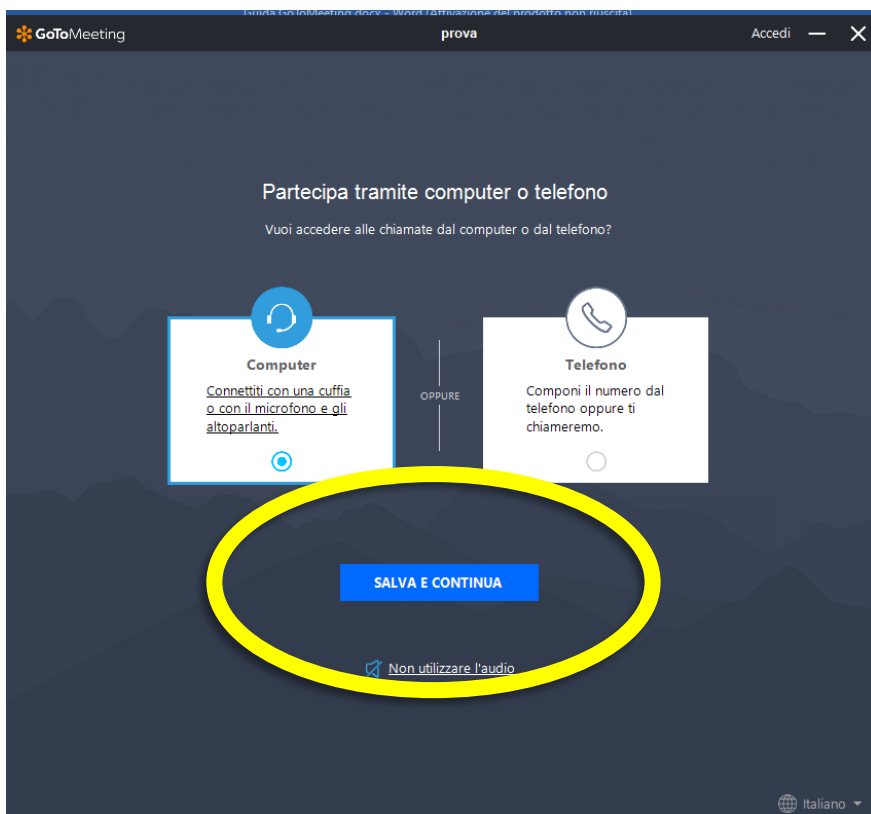 Guida GoToMeeting.docx - Word (Attivazione del prodotto non riuscita)
GoToMeeting prova Accedi
Partecipa tramite computer o telefono
Vuoi accedere alle chiamate dal computer o dal telefono?
Computer
Connettiti con una cuffia
o con il microfono e gli
altoparlanti.
OPPURE
Telefono
Componi il numero dal
telefono oppure ti
chiameremo.
SALVA E CONTINUA
Non utilizzare l'audio
Italiano